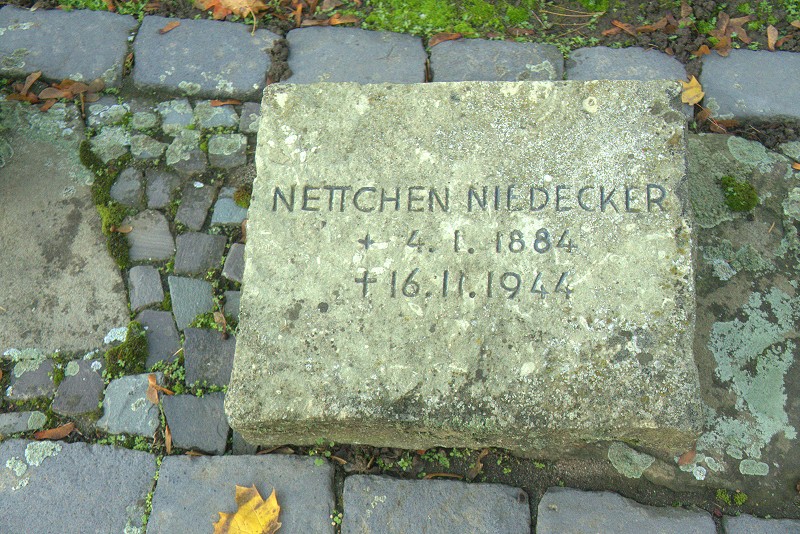 NETTCHEN NIEDECKER
+ 4. 1. 1884
† 16. 11. 1944